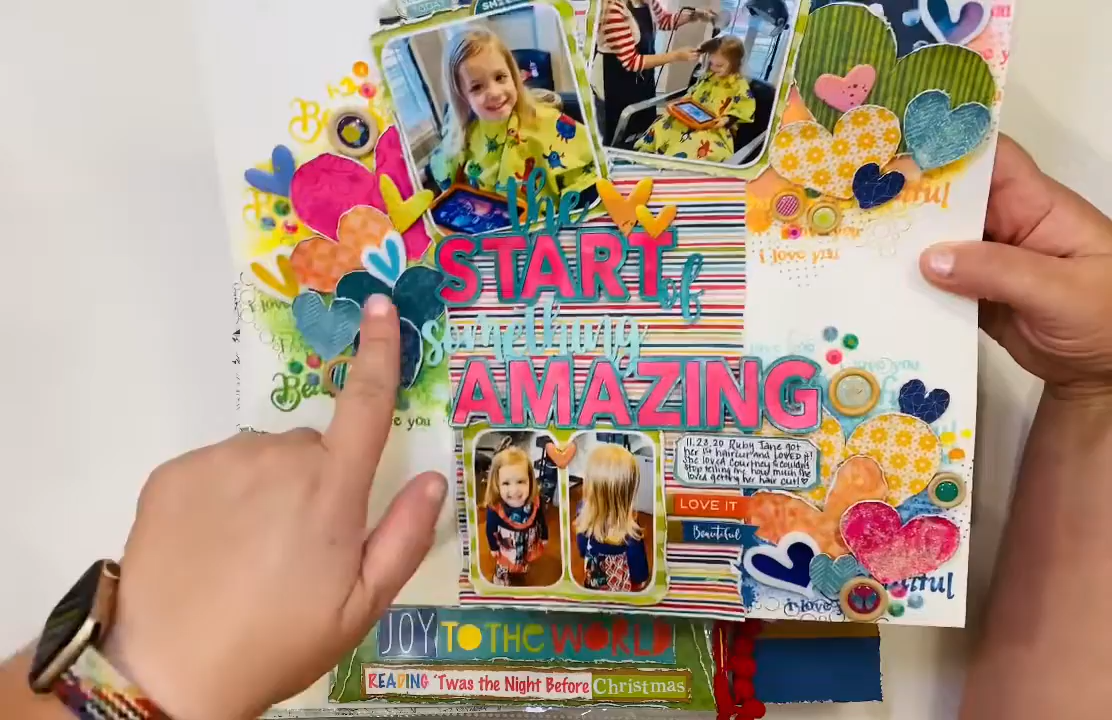 the
START
of
something
AMAZING
11.23.20 Ruby Jane got
her 1st haircut and LOVED it!
She loved Courtney & couldn't
stop telling me how much she
loved getting her hair cut!
LOVE IT
Beautiful
I love you
JOY TO THE WORLD
READING 'Twas the Night Before Christmas